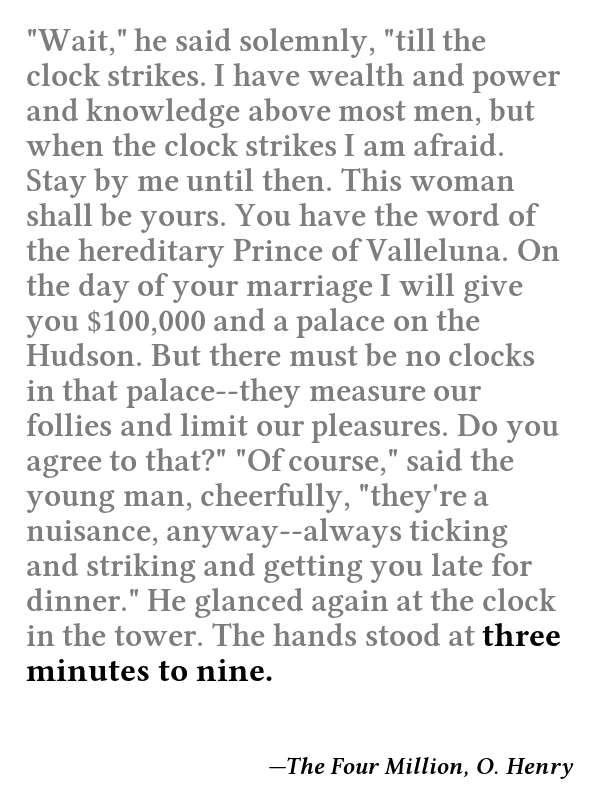 "Wait," he said solemnly, "till the
clock strikes. I have wealth and power
and knowledge above most men, but
when the clock strikes I am afraid.
Stay by me until then. This woman
shall be yours. You have the word of
the hereditary Prince of Valleluna. On
the day of your marriage I will give
you $100,000 and a palace on the
Hudson. But there must be no clocks
in that palace--they measure our
follies and limit our pleasures. Do you
agree to that?" "Of course," said the
young man, cheerfully, "they're a
nuisance, anyway--always ticking
and striking and getting you late for
dinner." He glanced again at the clock
in the tower. The hands stood at three
minutes to nine.
—The Four Million, O. Henry